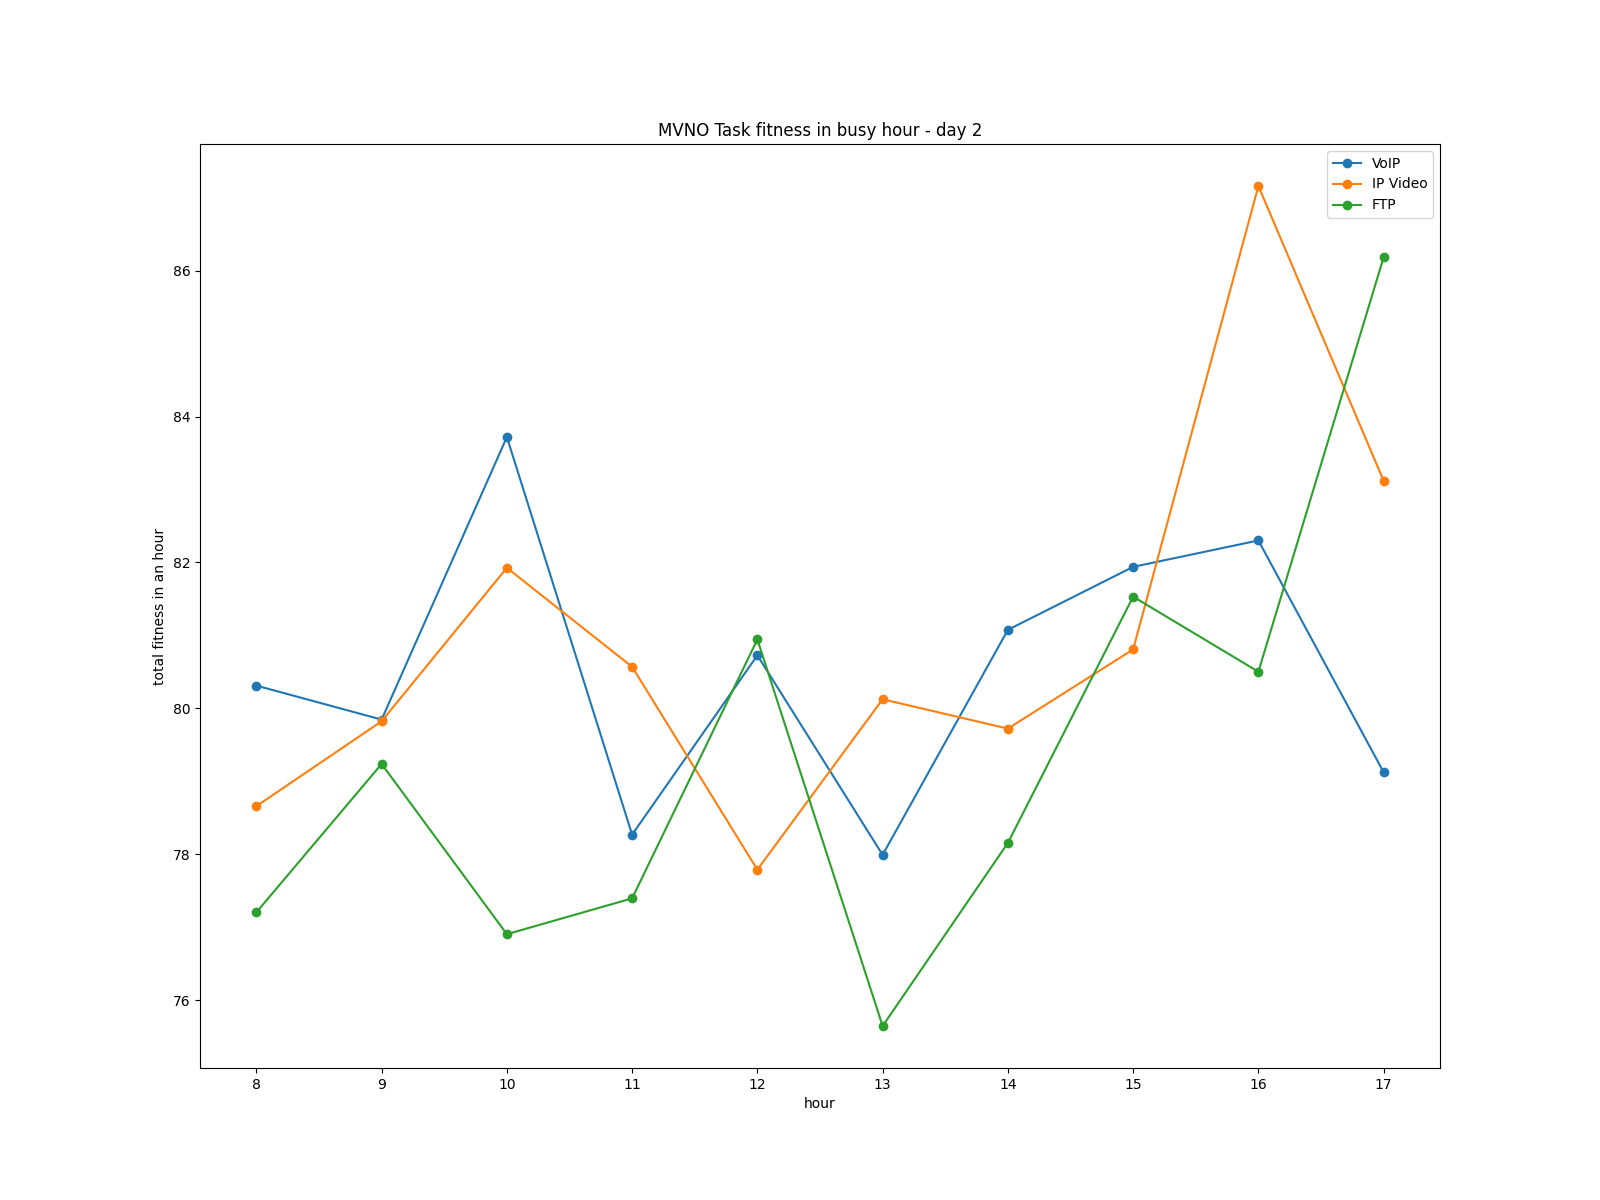 MVNO Task fitness in busy hour - day 2
VoIP
IP Video
FTP
total fitness in an hour
86
84
82
80
78
76
8 9 10 11 12 13 14 15 16 17
hour